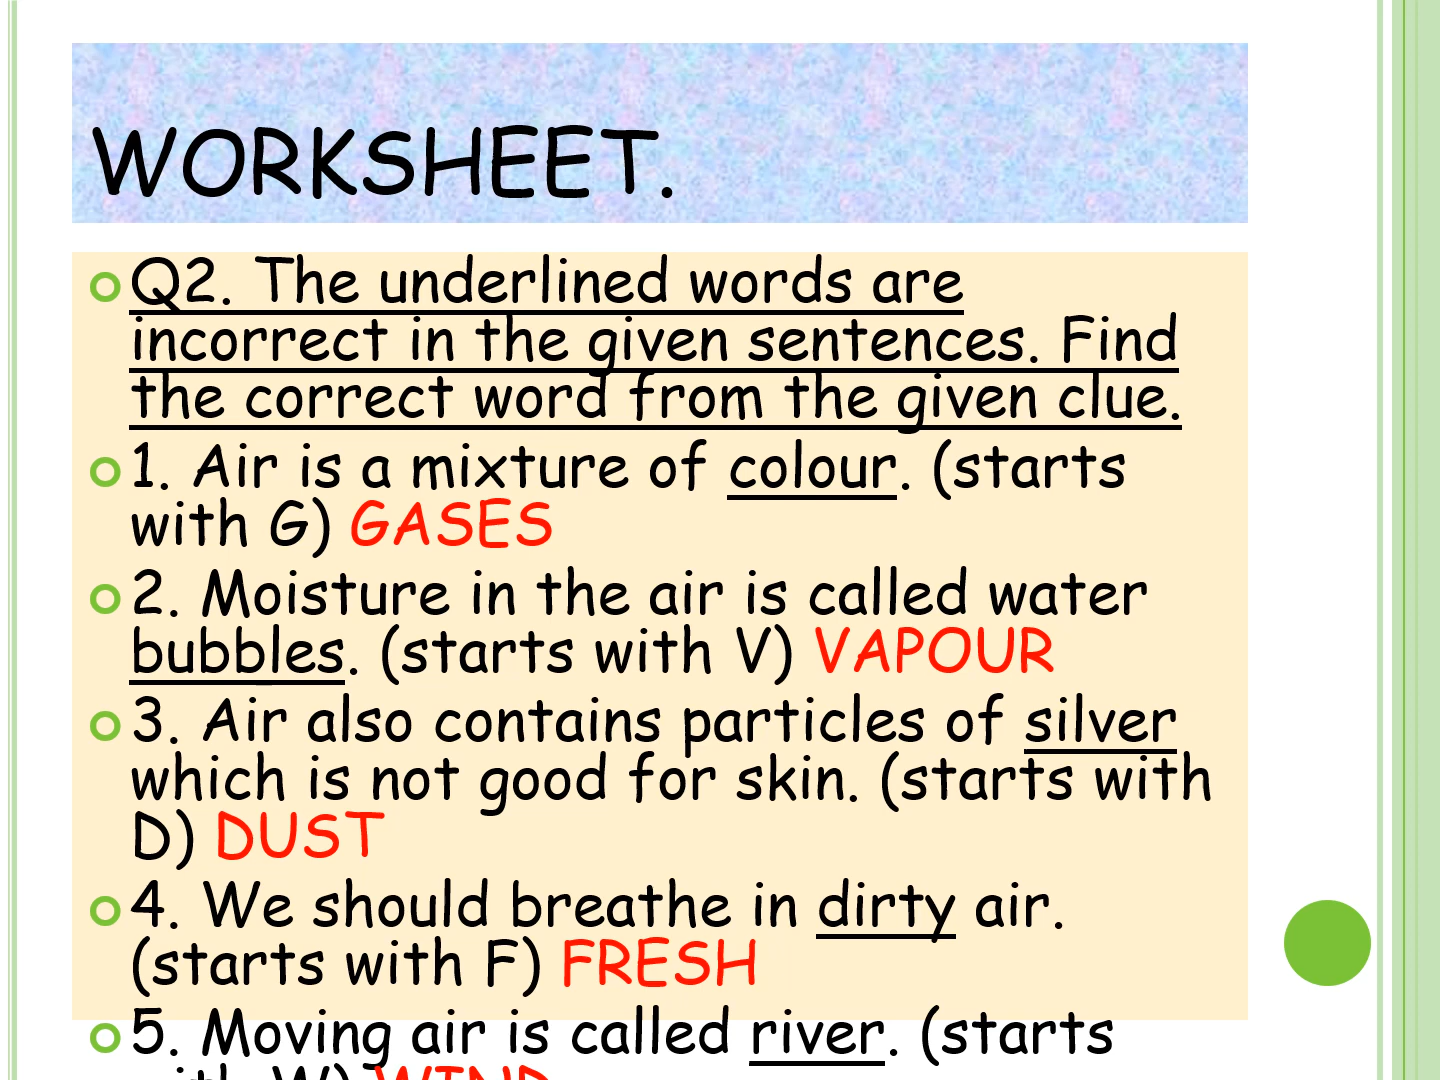 WORKSHEET.
Q2. The underlined words are
incorrect in the given sentences. Find
the correct word from the given clue.
1. Air is a mixture of colour. (starts
with G) GASES
2. Moisture in the air is called water
bubbles. (starts with V) VAPOUR
3. Air also contains particles of silver
which is not good for skin. (starts with
D) DUST
4. We should breathe in dirty air.
(starts with F) FRESH
5. Moving air is called river. (starts
with W) WIND